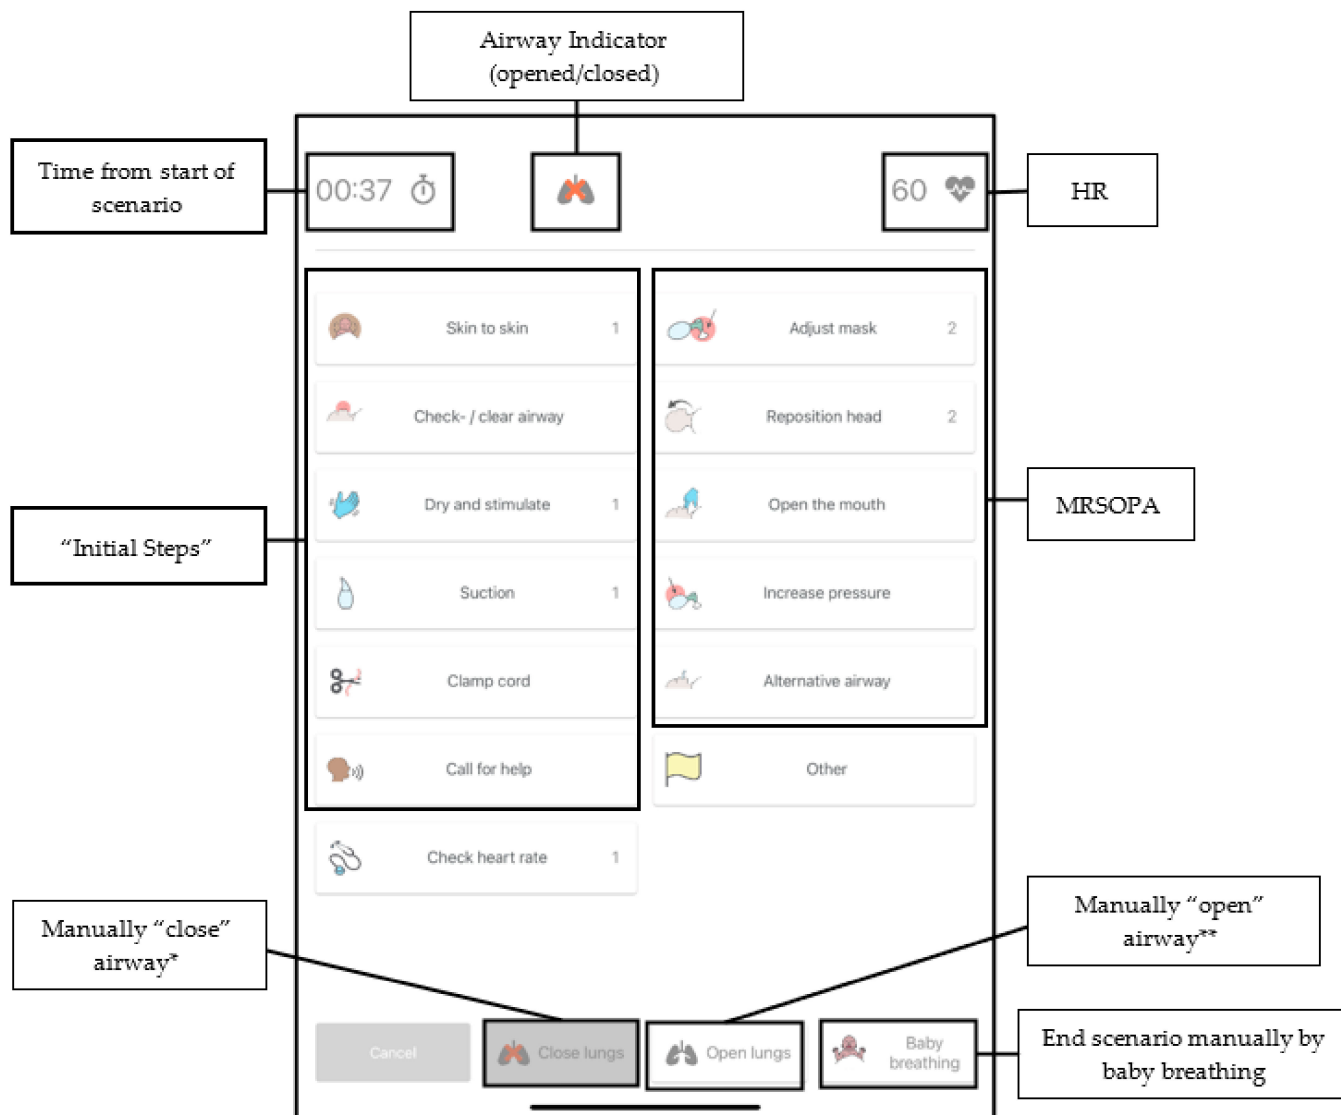 Airway Indicator
(opened/closed)
Time from start of
scenario
00:37
60
HR
Skin to skin 1
Adjust mask 2
Check- / clear airway
Reposition head 2
Dry and stimulate 1
Open the mouth
MRSOPA
“Initial Steps”
Suction 1
Increase pressure
Clamp cord
Alternative airway
Call for help
Other
Check heart rate 1
Manually “close”
airway*
Manually “open”
airway**
Cancel
Close lungs
Open lungs
Baby
breathing
End scenario manually by
baby breathing